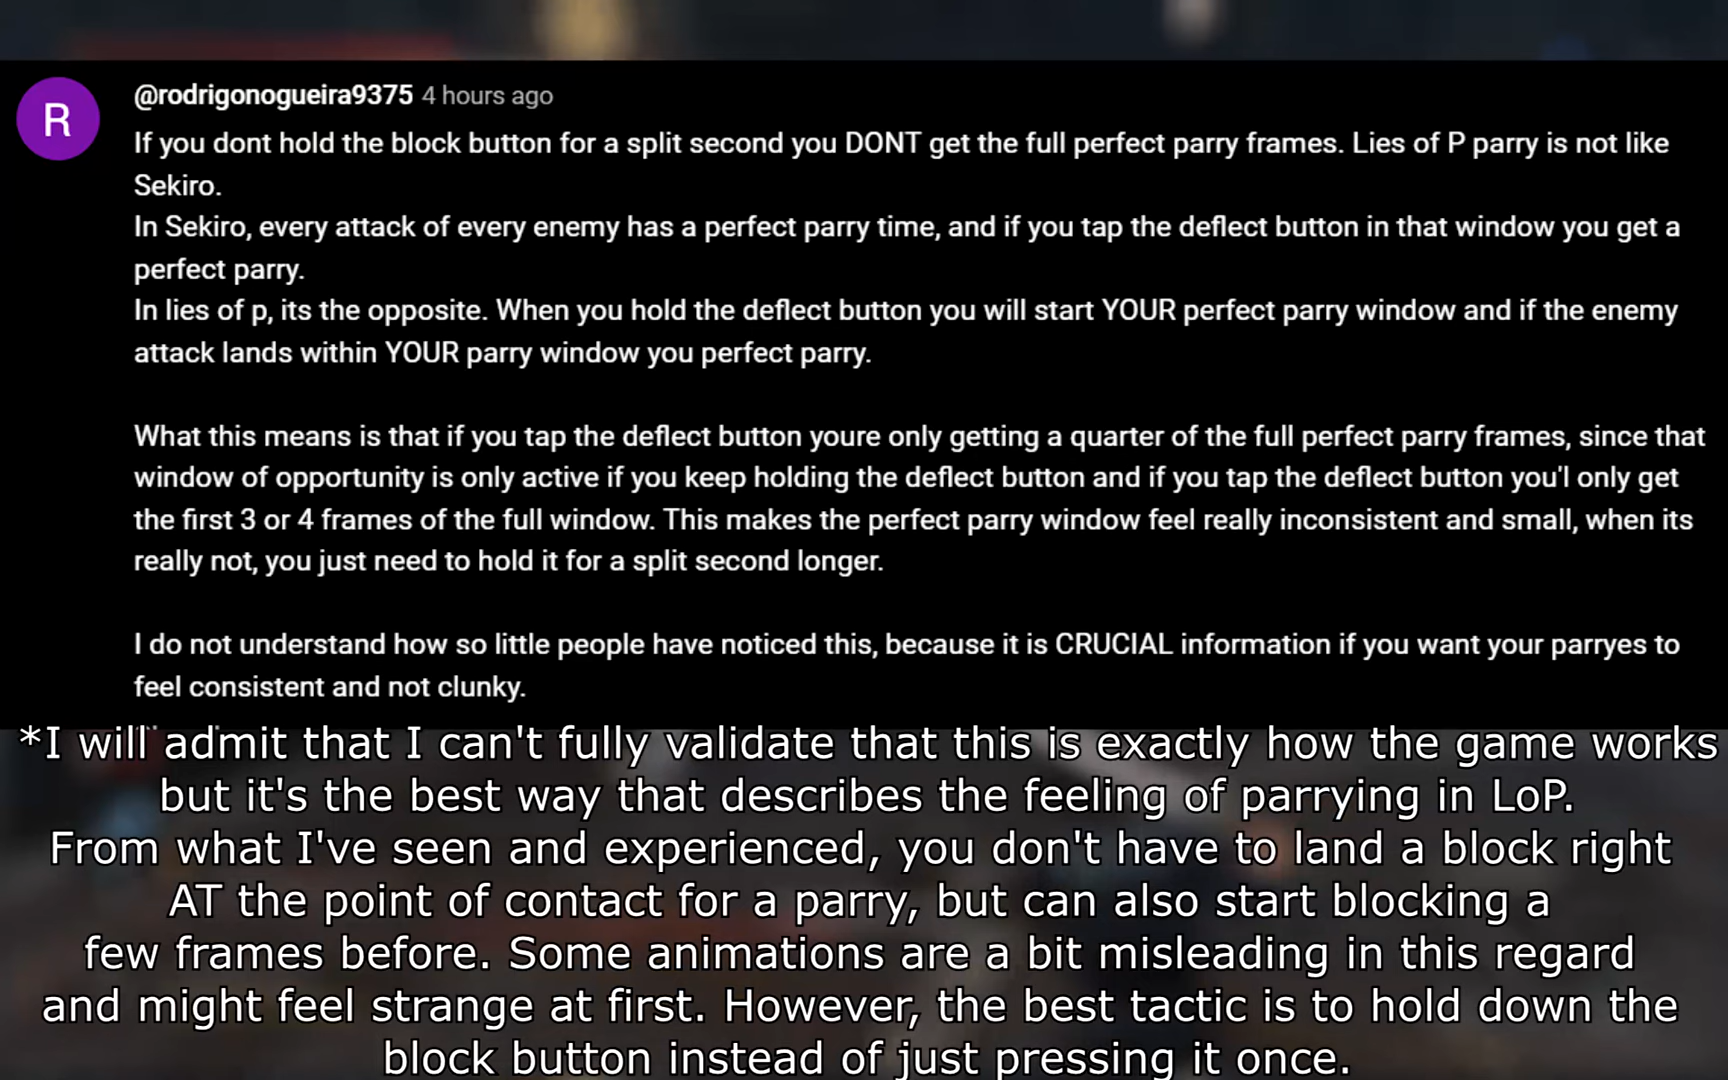 R
@rodrigonogueira9375 4 hours ago
If you dont hold the block button for a split second you DONT get the full perfect parry frames. Lies of P parry is not like
Sekiro.
In Sekiro, every attack of every enemy has a perfect parry time, and if you tap the deflect button in that window you get a
perfect parry.
In lies of p, its the opposite. When you hold the deflect button you will start YOUR perfect parry window and if the enemy
attack lands within YOUR parry window you perfect parry.
What this means is that if you tap the deflect button youre only getting a quarter of the full perfect parry frames, since that
window of opportunity is only active if you keep holding the deflect button and if you tap the deflect button you'l only get
the first 3 or 4 frames of the full window. This makes the perfect parry window feel really inconsistent and small, when its
really not, you just need to hold it for a split second longer.
I do not understand how so little people have noticed this, because it is CRUCIAL information if you want your parryes to
feel consistent and not clunky.
*I will admit that I can't fully validate that this is exactly how the game works
but it's the best way that describes the feeling of parrying in LoP.
From what I've seen and experienced, you don't have to land a block right
AT the point of contact for a parry, but can also start blocking a
few frames before. Some animations are a bit misleading in this regard
and might feel strange at first. However, the best tactic is to hold down the
block button instead of just pressing it once.